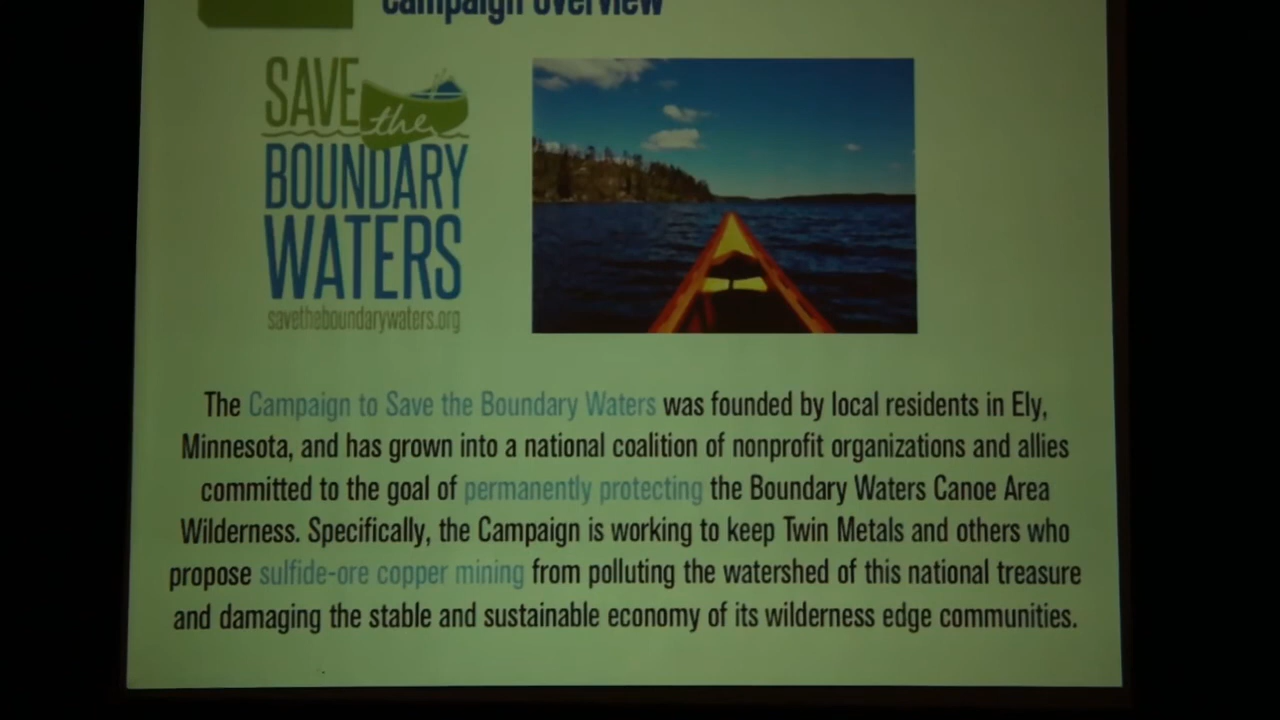 Campaign overview
SAVE
the
BOUNDARY
WATERS
savetheboundarywaters.org
The Campaign to Save the Boundary Waters was founded by local residents in Ely,
Minnesota, and has grown into a national coalition of nonprofit organizations and allies
committed to the goal of permanently protecting the Boundary Waters Canoe Area
Wilderness. Specifically, the Campaign is working to keep Twin Metals and others who
propose sulfide-ore copper mining from polluting the watershed of this national treasure
and damaging the stable and sustainable economy of its wilderness edge communities.